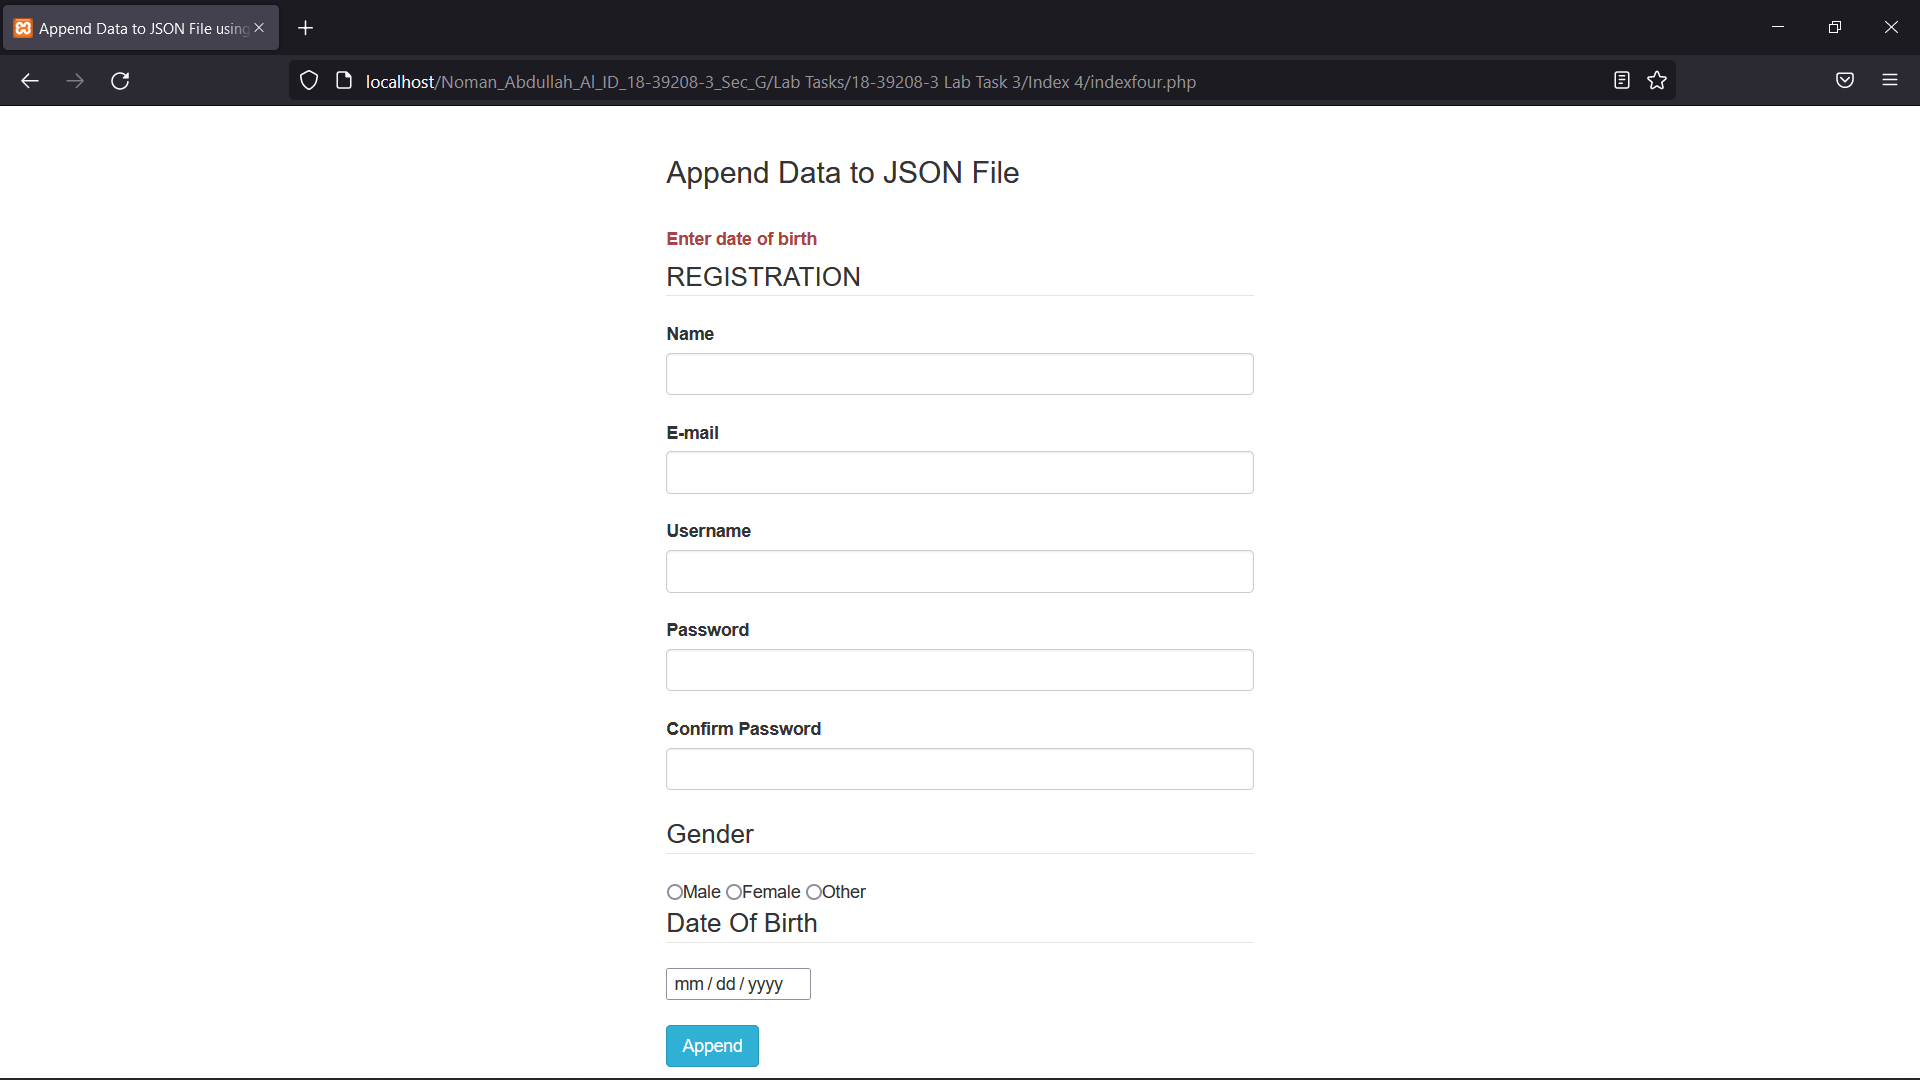 Append Data to JSON File using
localhost/Noman_Abdullah_Al_ID_18-39208-3_Sec_G/Lab Tasks/18-39208-3 Lab Task 3/Index 4/indexfour.php
Append Data to JSON File
Enter date of birth
REGISTRATION
Name
E-mail
Username
Password
Confirm Password
Gender
Male Female Other
Date Of Birth
mm / dd / yyyy
Append